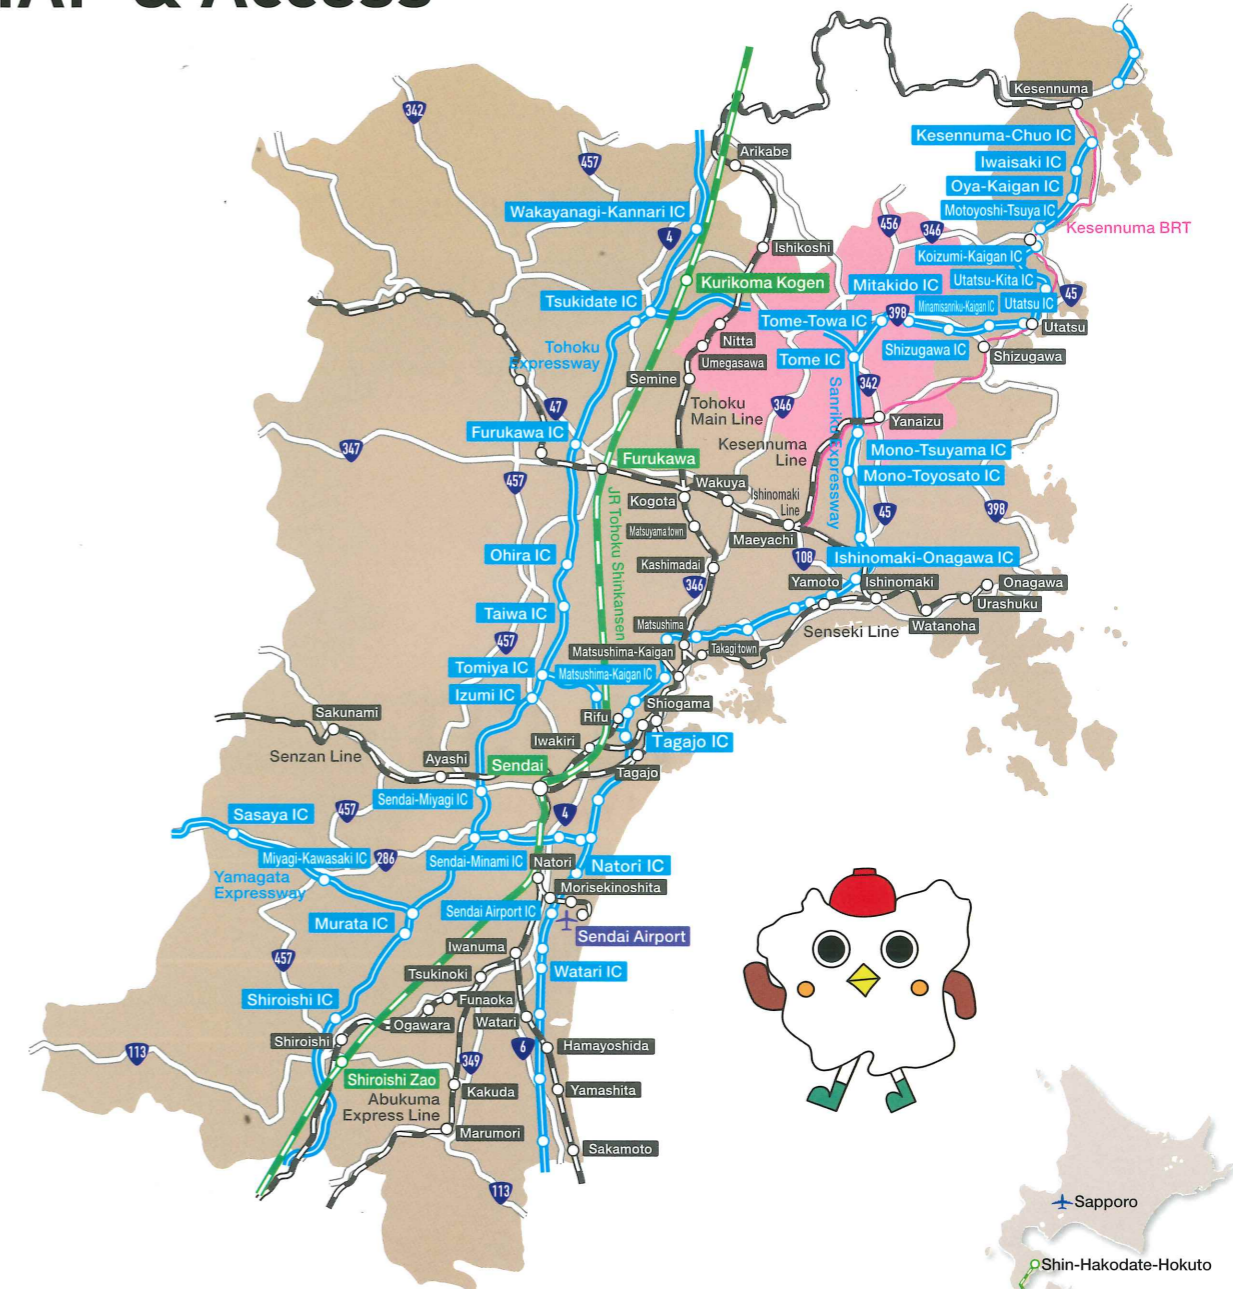 MAP & Access
342
457
Kesennuma
Kesennuma-Chuo IC
Arikabe
Iwaisaki IC
Oya-Kaigan IC
Wakayanagi-Kannari IC
4
Motoyoshi-Tsuya IC
456
346
Kesennuma BRT
Ishikoshi
Koizumi-Kaigan IC
Kurikoma Kogen
Mitakido IC
Utatsu-Kita IC
45
Tsukidate IC
Minamisanriku-Kaigan IC
Utatsu IC
Tome-Towa IC
398
Utatsu
Nitta
Shizugawa IC
Shizugawa
Tohoku
Expressway
Umegasawa
Tome IC
Semine
342
Sanriku Expressway
47
Tohoku
Main Line
346
Yanaizu
Furukawa IC
Kesennuma
Line
347
Furukawa
Mono-Tsuyama IC
457
Wakuya
Mono-Toyosato IC
JR Tohoku Shinkansen
Kogota
Ishinomaki
Line
45
398
Matsuyama town
Maeyachi
Ohira IC
Kashimadai
108
Ishinomaki-Onagawa IC
346
Yamoto
Ishinomaki
Onagawa
Urashuku
Taiwa IC
Matsushima
Senseki Line
Watanoha
457
Matsushima-Kaigan
Takagi town
Tomiya IC
Matsushima-Kaigan IC
Izumi IC
Shiogama
Sakunami
Rifu
Senzan Line
Iwakiri
Tagajo IC
Ayashi
Sendai
Tagajo
Sendai-Miyagi IC
Sasaya IC
457
4
Miyagi-Kawasaki IC
286
Sendai-Minami IC
Natori
Natori IC
Yamagata
Expressway
Morisekinoshita
Murata IC
Sendai Airport IC
Sendai Airport
Iwanuma
457
Tsukinoki
Watari IC
Shiroishi IC
Funaoka
Ogawara
Watari
Shiroishi
113
349
6
Hamayoshida
Shiroishi Zao
Abukuma
Express Line
Kakuda
Yamashita
Marumori
Sakamoto
113
Sapporo
Shin-Hakodate-Hokuto